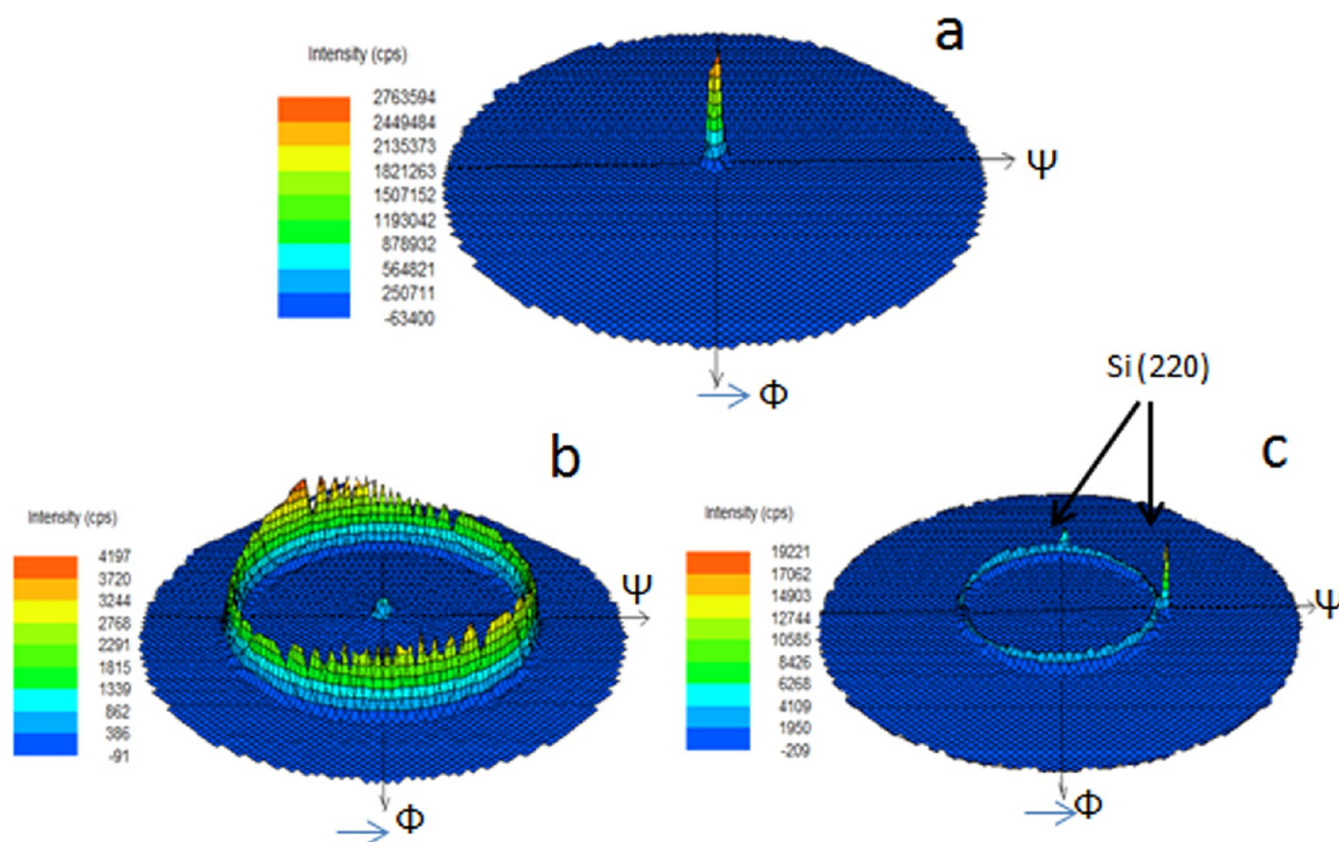 a
Intensity (cps)
2763594
2449484
2135373
1821263
1507152
1193042
878932
564821
250711
-63400
Ψ
Φ
b
Intensity (cps)
4197
3720
3244
2768
2291
1815
1339
862
386
-91
Ψ
Φ
Si (220)
c
Intensity (cps)
19221
17062
14903
12744
10585
8426
6268
4109
1950
-209
Ψ
Φ